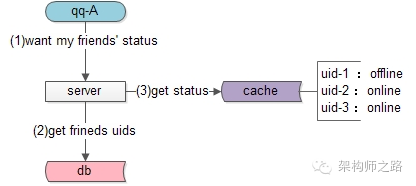 qq-A
(1)want my friends' status
server
(3)get status
cache
uid-1 ：offline
uid-2：online
uid-3：online
(2)get frineds uids
db
架构师之路